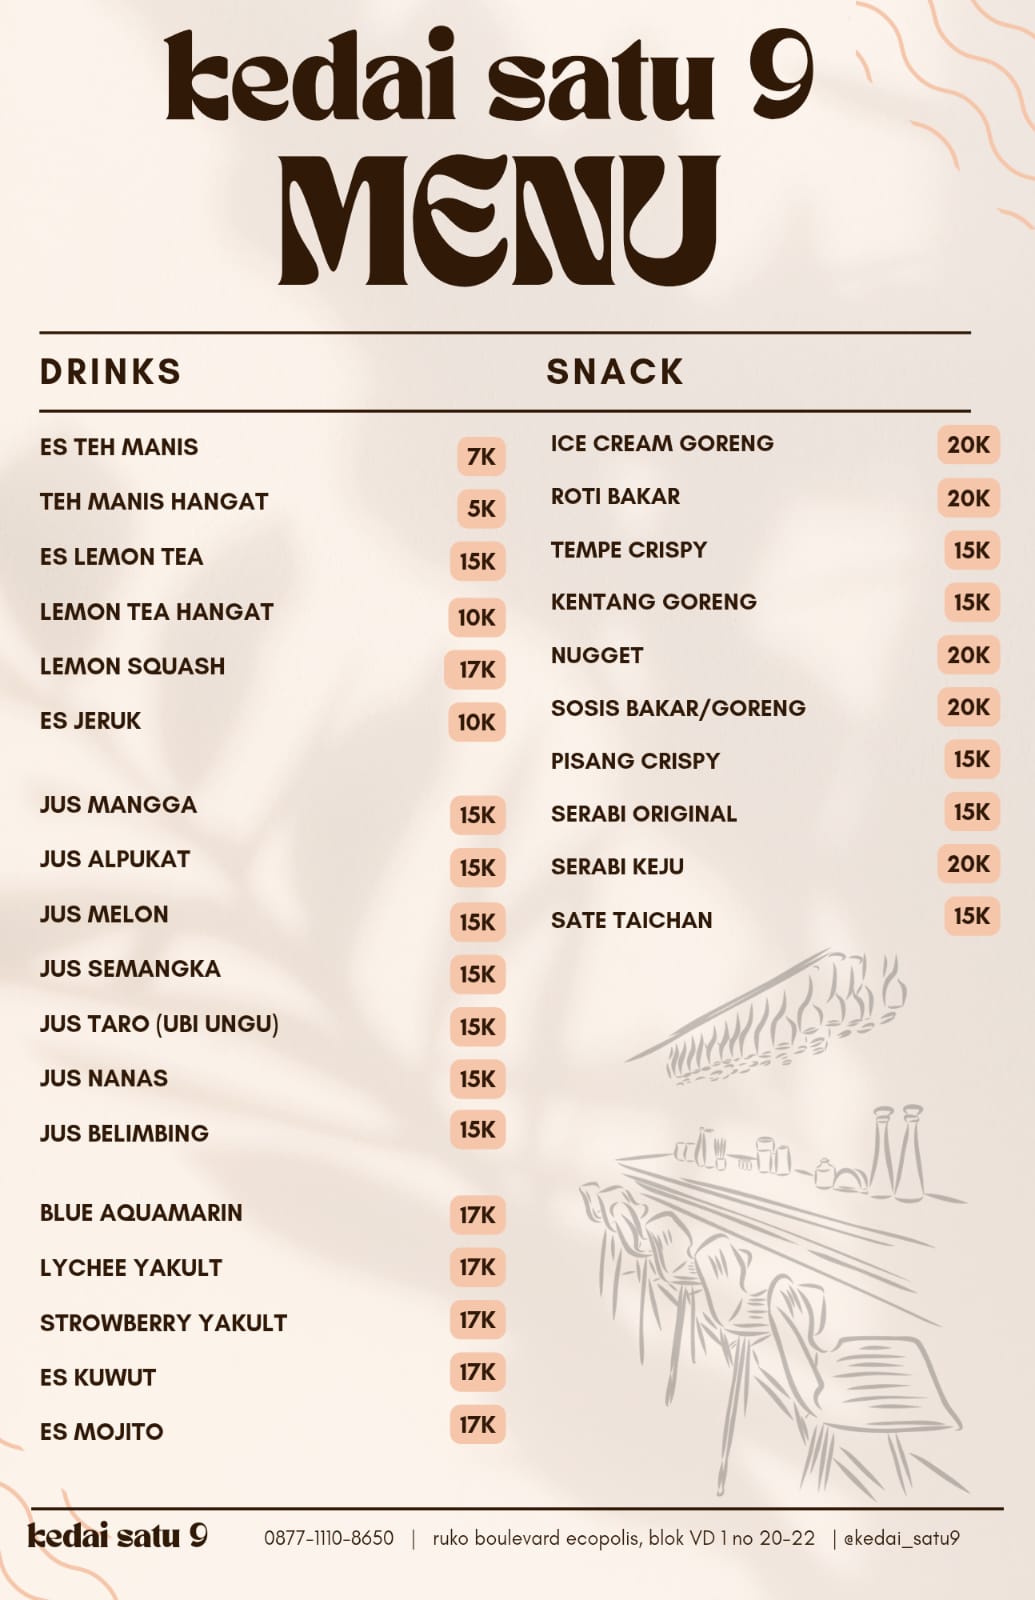 kedai satu 9
MENU
DRINKS
ES TEH MANIS 7K
TEH MANIS HANGAT 5K
ES LEMON TEA 15K
LEMON TEA HANGAT 10K
LEMON SQUASH 17K
ES JERUK 10K
JUS MANGGA 15K
JUS ALPUKAT 15K
JUS MELON 15K
JUS SEMANGKA 15K
JUS TARO (UBI UNGU) 15K
JUS NANAS 15K
JUS BELIMBING 15K
BLUE AQUAMARIN 17K
LYCHEE YAKULT 17K
STROWBERRY YAKULT 17K
ES KUWUT 17K
ES MOJITO 17K
SNACK
ICE CREAM GORENG 20K
ROTI BAKAR 20K
TEMPE CRISPY 15K
KENTANG GORENG 15K
NUGGET 20K
SOSIS BAKAR/GORENG 20K
PISANG CRISPY 15K
SERABI ORIGINAL 15K
SERABI KEJU 20K
SATE TAICHAN 15K
kedai satu 9 0877-1110-8650 | ruko boulevard ecopolis, blok VD 1 no 20-22 | @kedai_satu9